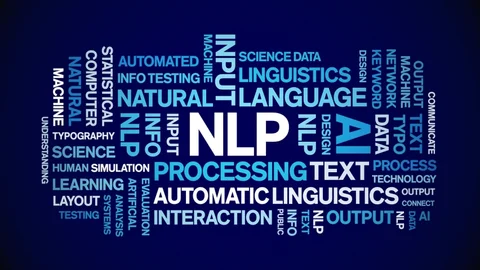 UNDERSTANDING
MACHINE
NATURAL
COMPUTER
STATISTICAL
AUTOMATED
INFO TESTING
NATURAL
MACHINE
INPUT
SCIENCE DATA
LINGUISTICS
LANGUAGE
DESIGN
KEYWORD
NETWORK
MACHINE
OUTPUT
COMMUNICATE
TYPOGRAPHY
SCIENCE
HUMAN SIMULATION
LEARNING
LAYOUT
TESTING
NLP
INFO
INPUT
NLP
NLP
DESIGN
AI
DATA
TYPO
TEXT
PROCESSING
TEXT
PROCESS
TECHNOLOGY
OUTPUT
CONNECT
SYSTEMS
ANALYSIS
ARTIFICIAL
EVALUATION
AUTOMATIC LINGUISTICS
INTERACTION
PUBLIC
INFO
TEXT
NLP
OUTPUT
NLP
DATA
AI